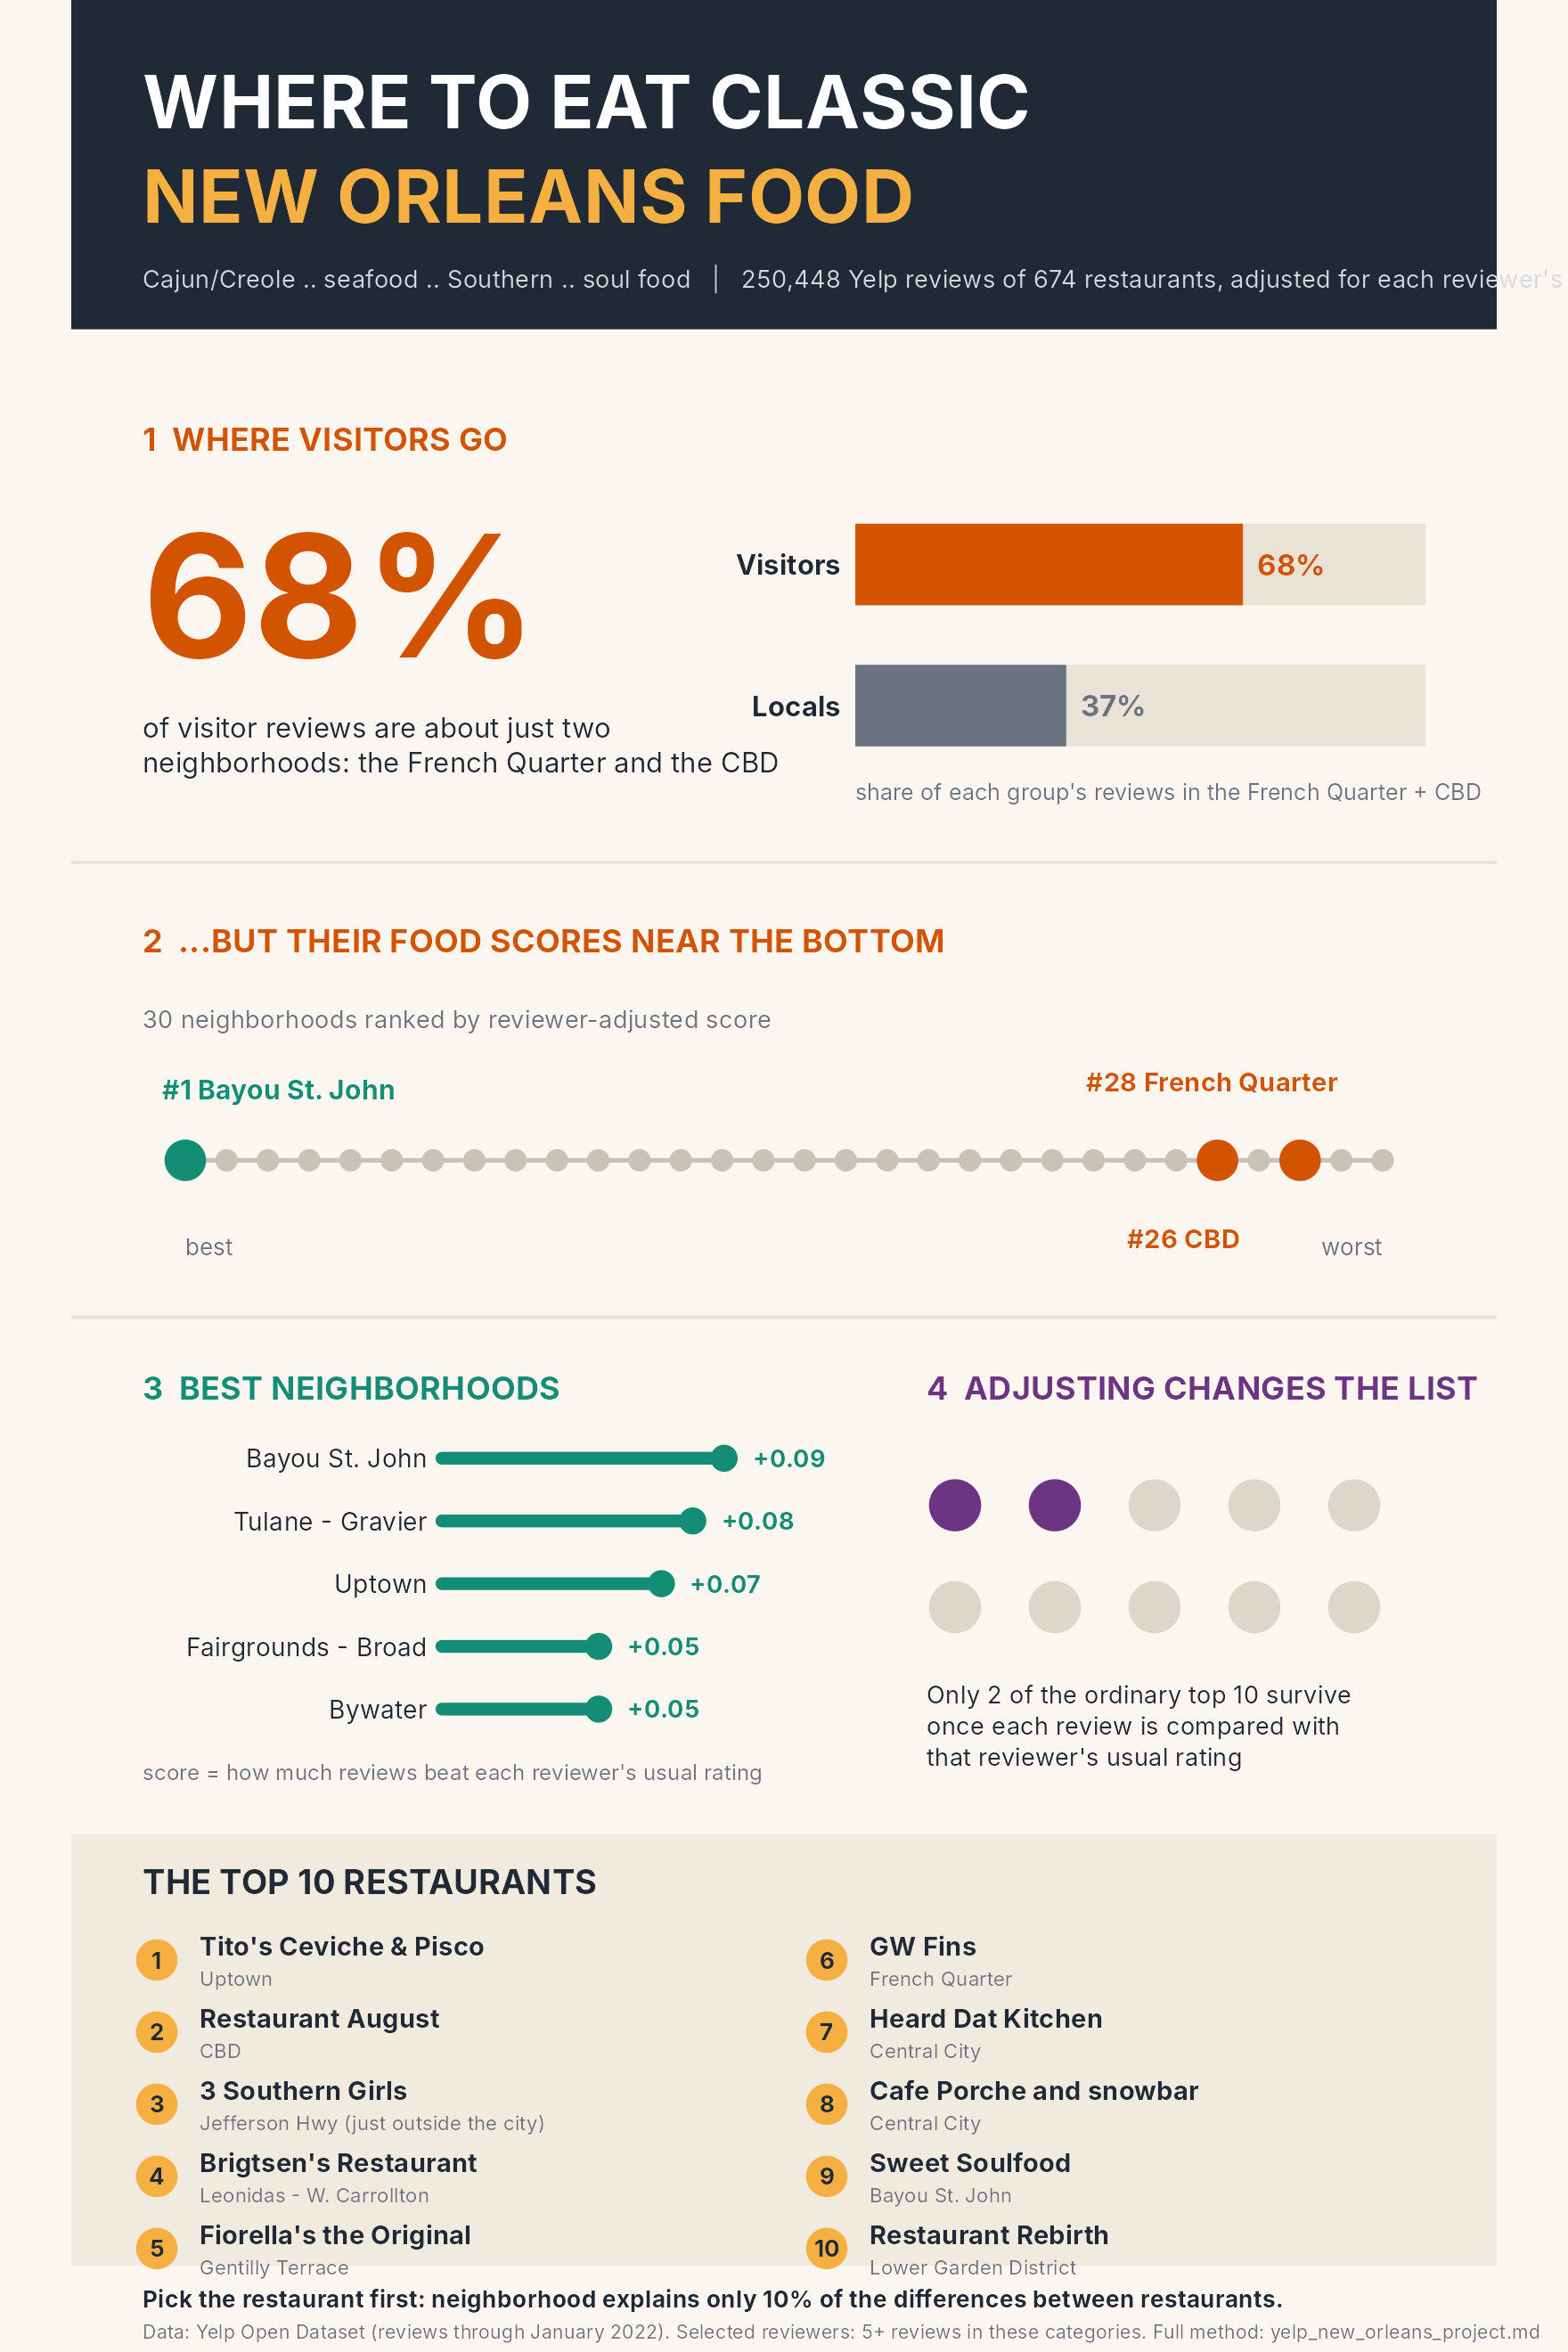 WHERE TO EAT CLASSIC
NEW ORLEANS FOOD
Cajun/Creole .. seafood .. Southern .. soul food | 250,448 Yelp reviews of 674 restaurants, adjusted for each reviewer's
1 WHERE VISITORS GO
68%
of visitor reviews are about just two
neighborhoods: the French Quarter and the CBD
Visitors
68%
Locals
37%
share of each group's reviews in the French Quarter + CBD
2 ...BUT THEIR FOOD SCORES NEAR THE BOTTOM
30 neighborhoods ranked by reviewer-adjusted score
#1 Bayou St. John
#28 French Quarter
best
#26 CBD
worst
3 BEST NEIGHBORHOODS
Bayou St. John +0.09
Tulane - Gravier +0.08
Uptown +0.07
Fairgrounds - Broad +0.05
Bywater +0.05
score = how much reviews beat each reviewer's usual rating
4 ADJUSTING CHANGES THE LIST
Only 2 of the ordinary top 10 survive
once each review is compared with
that reviewer's usual rating
THE TOP 10 RESTAURANTS
1 Tito's Ceviche & Pisco
Uptown
2 Restaurant August
CBD
3 3 Southern Girls
Jefferson Hwy (just outside the city)
4 Brigtsen's Restaurant
Leonidas - W. Carrollton
5 Fiorella's the Original
Gentilly Terrace
6 GW Fins
French Quarter
7 Heard Dat Kitchen
Central City
8 Cafe Porche and snowbar
Central City
9 Sweet Soulfood
Bayou St. John
10 Restaurant Rebirth
Lower Garden District
Pick the restaurant first: neighborhood explains only 10% of the differences between restaurants.
Data: Yelp Open Dataset (reviews through January 2022). Selected reviewers: 5+ reviews in these categories. Full method: yelp_new_orleans_project.md